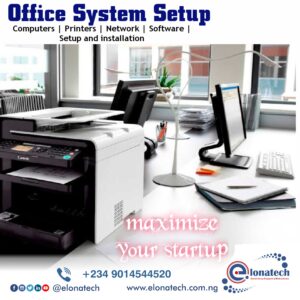 Office System Setup
Computers | Printers | Network | Software |
Setup and installation
Canon
maximize
your startup
elonatech
+234 9014544520
@elonatech
www.elonatech.com.ng